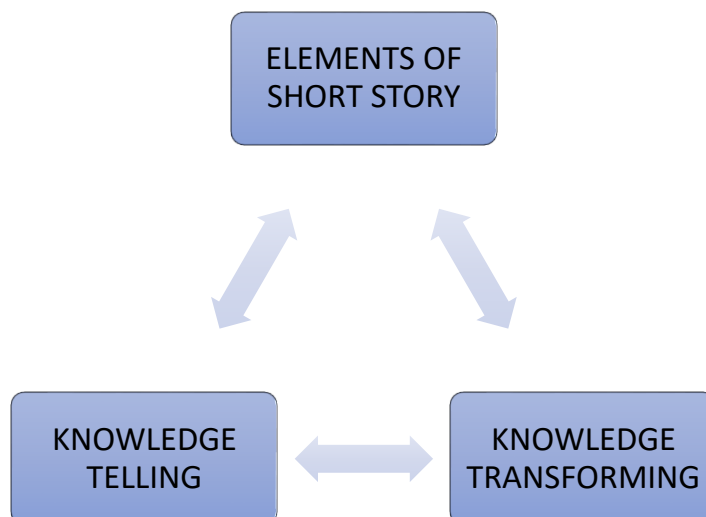 ELEMENTS OF
SHORT STORY
KNOWLEDGE
TELLING
KNOWLEDGE
TRANSFORMING